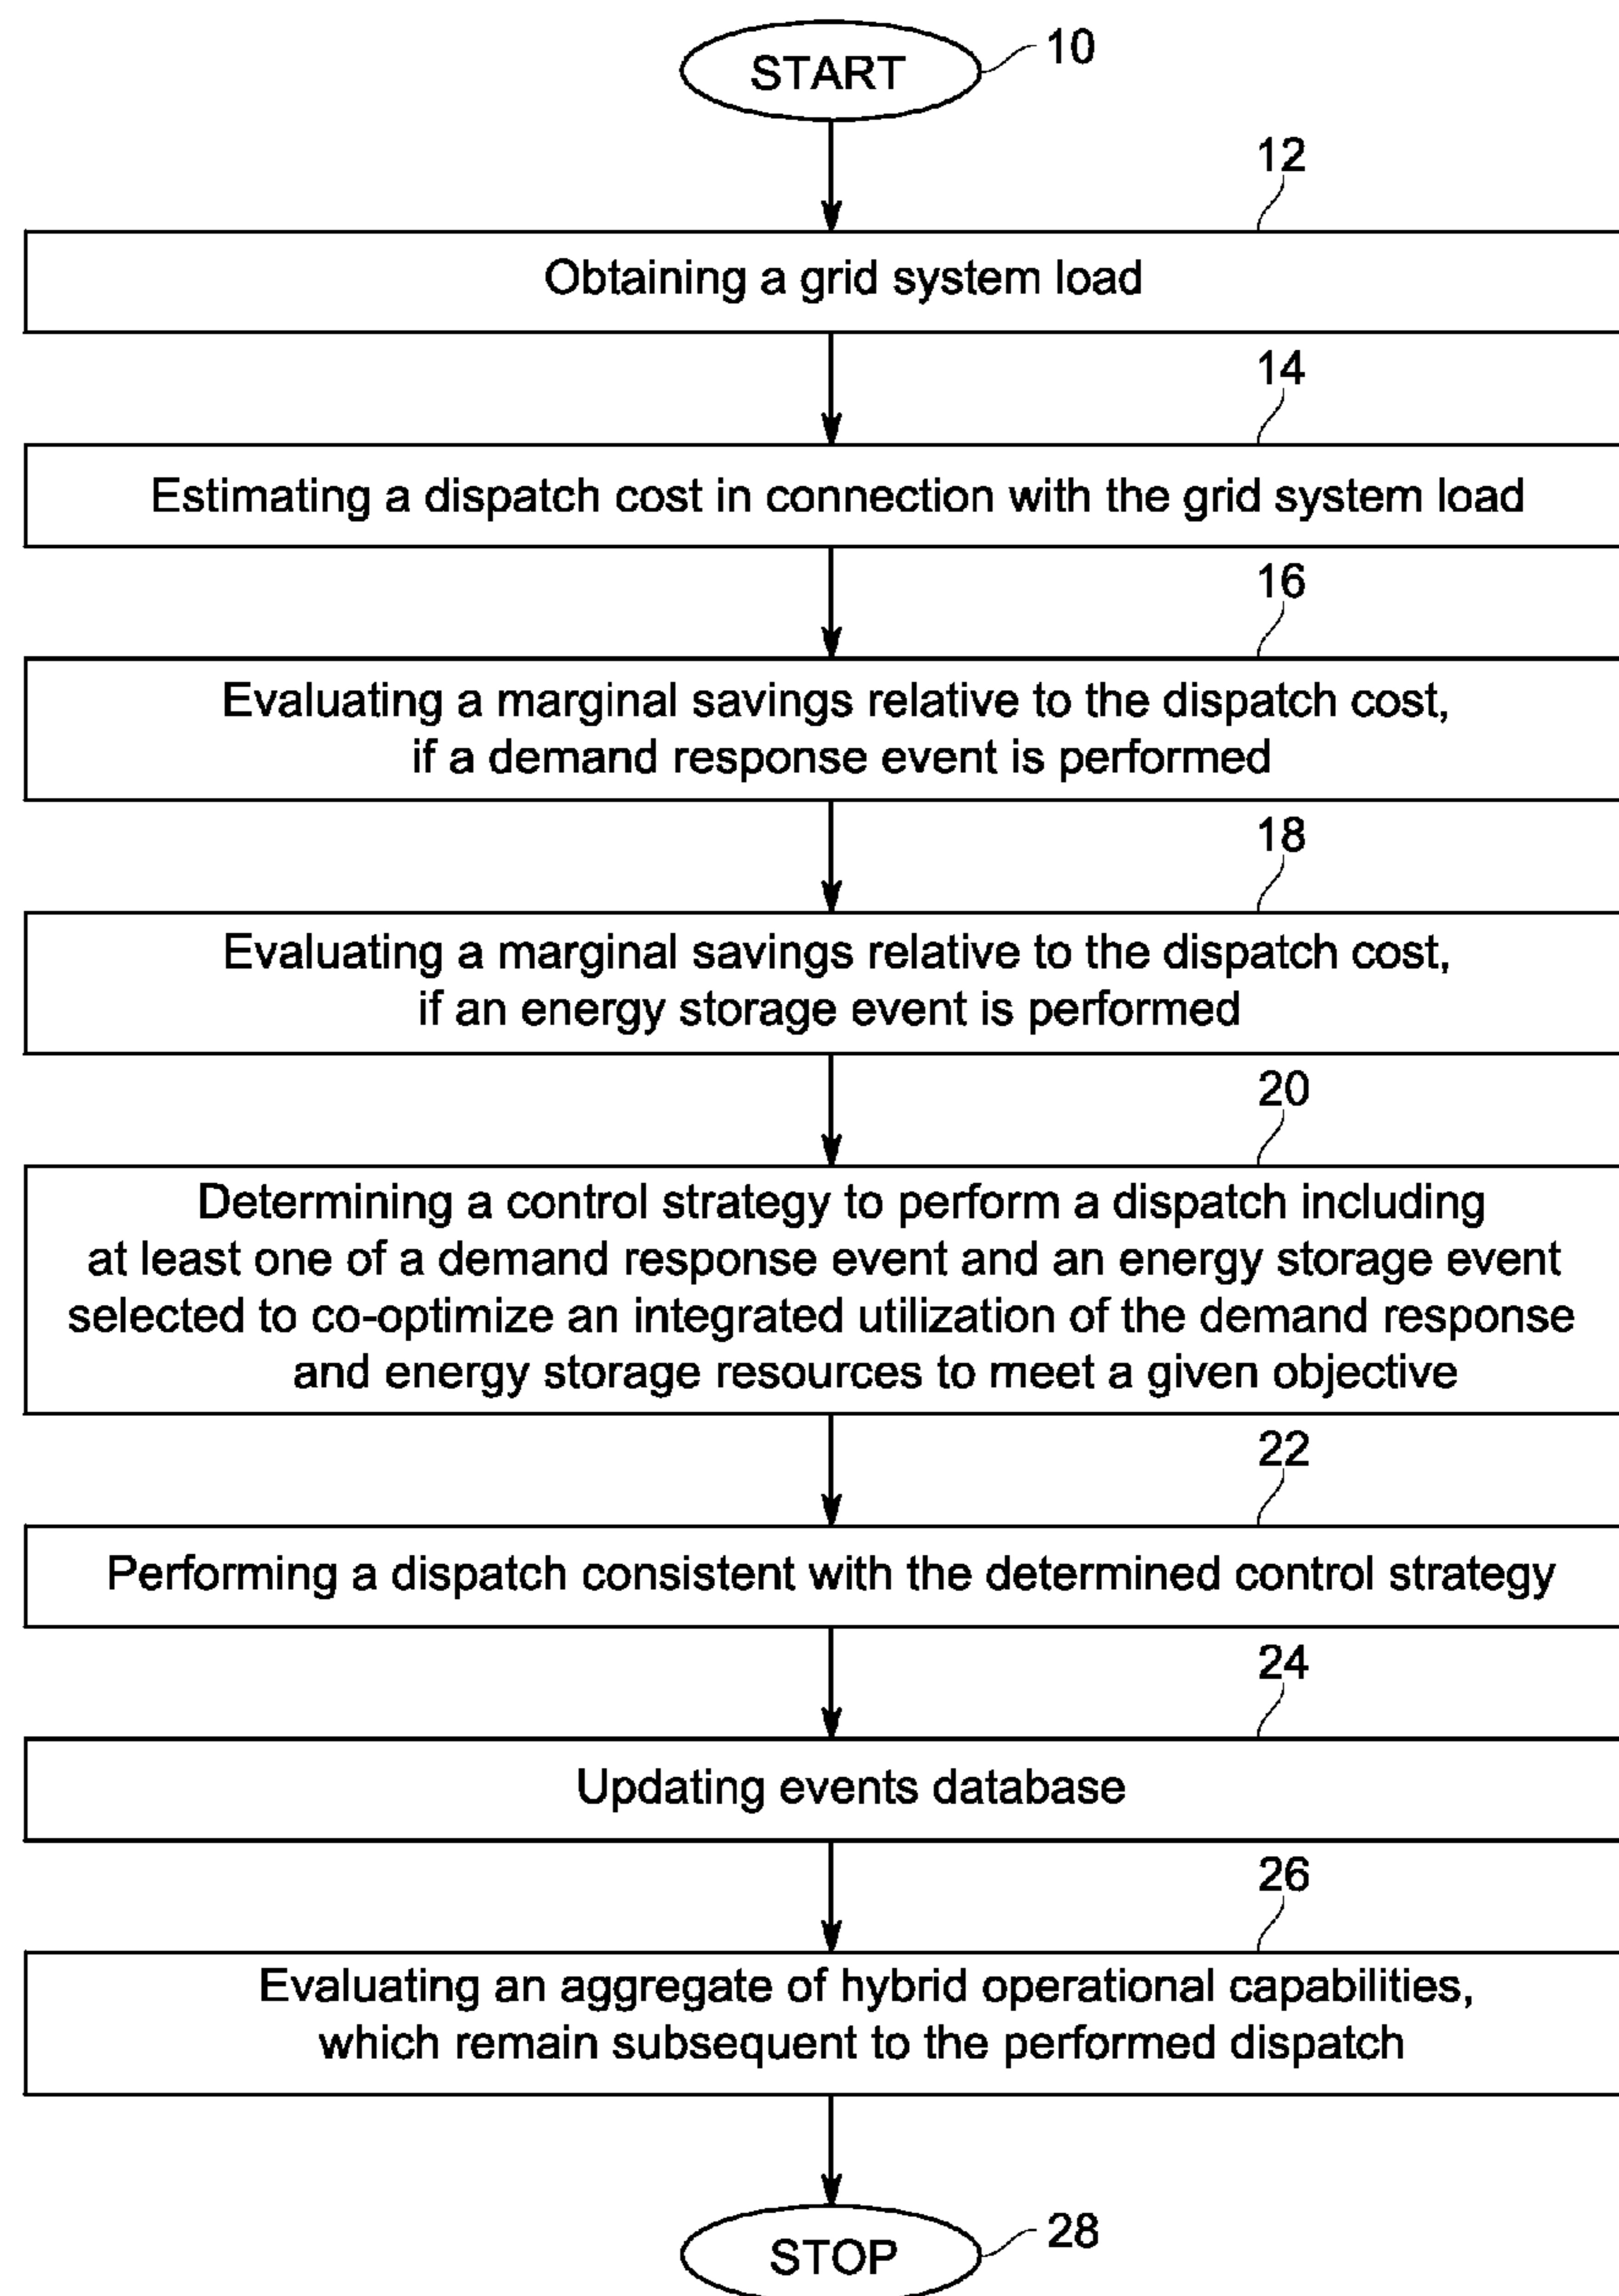 START
10
12
Obtaining a grid system load
14
Estimating a dispatch cost in connection with the grid system load
16
Evaluating a marginal savings relative to the dispatch cost,
if a demand response event is performed
18
Evaluating a marginal savings relative to the dispatch cost,
if an energy storage event is performed
20
Determining a control strategy to perform a dispatch including
at least one of a demand response event and an energy storage event
selected to co-optimize an integrated utilization of the demand response
and energy storage resources to meet a given objective
22
Performing a dispatch consistent with the determined control strategy
24
Updating events database
26
Evaluating an aggregate of hybrid operational capabilities,
which remain subsequent to the performed dispatch
STOP
28